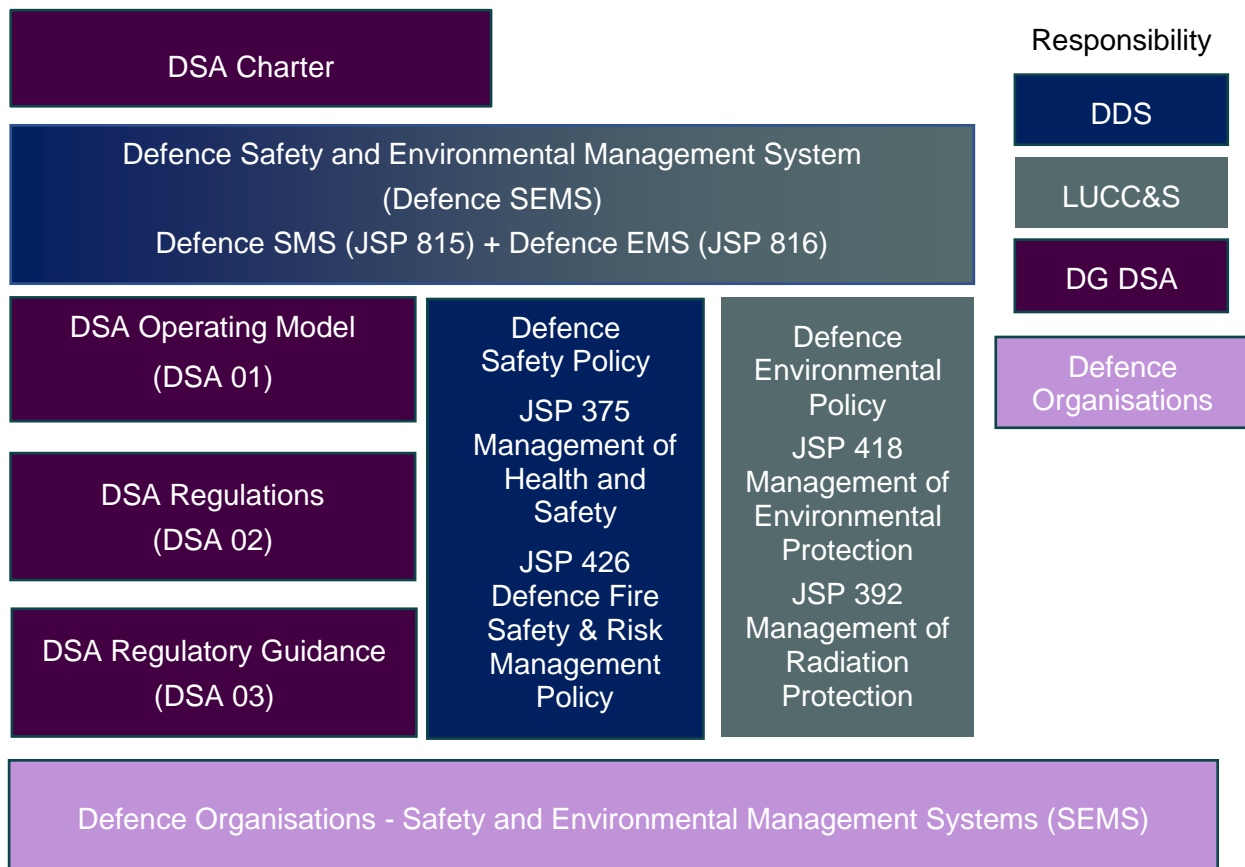 DSA Charter
Defence Safety and Environmental Management System
(Defence SEMS)
Defence SMS (JSP 815) + Defence EMS (JSP 816)
DSA Operating Model
(DSA 01)
DSA Regulations
(DSA 02)
DSA Regulatory Guidance
(DSA 03)
Defence
Safety Policy
JSP 375
Management of
Health and
Safety
JSP 426
Defence Fire
Safety & Risk
Management
Policy
Defence
Environmental
Policy
JSP 418
Management of
Environmental
Protection
JSP 392
Management of
Radiation
Protection
Responsibility
DDS
LUCC&S
DG DSA
Defence
Organisations
Defence Organisations - Safety and Environmental Management Systems (SEMS)